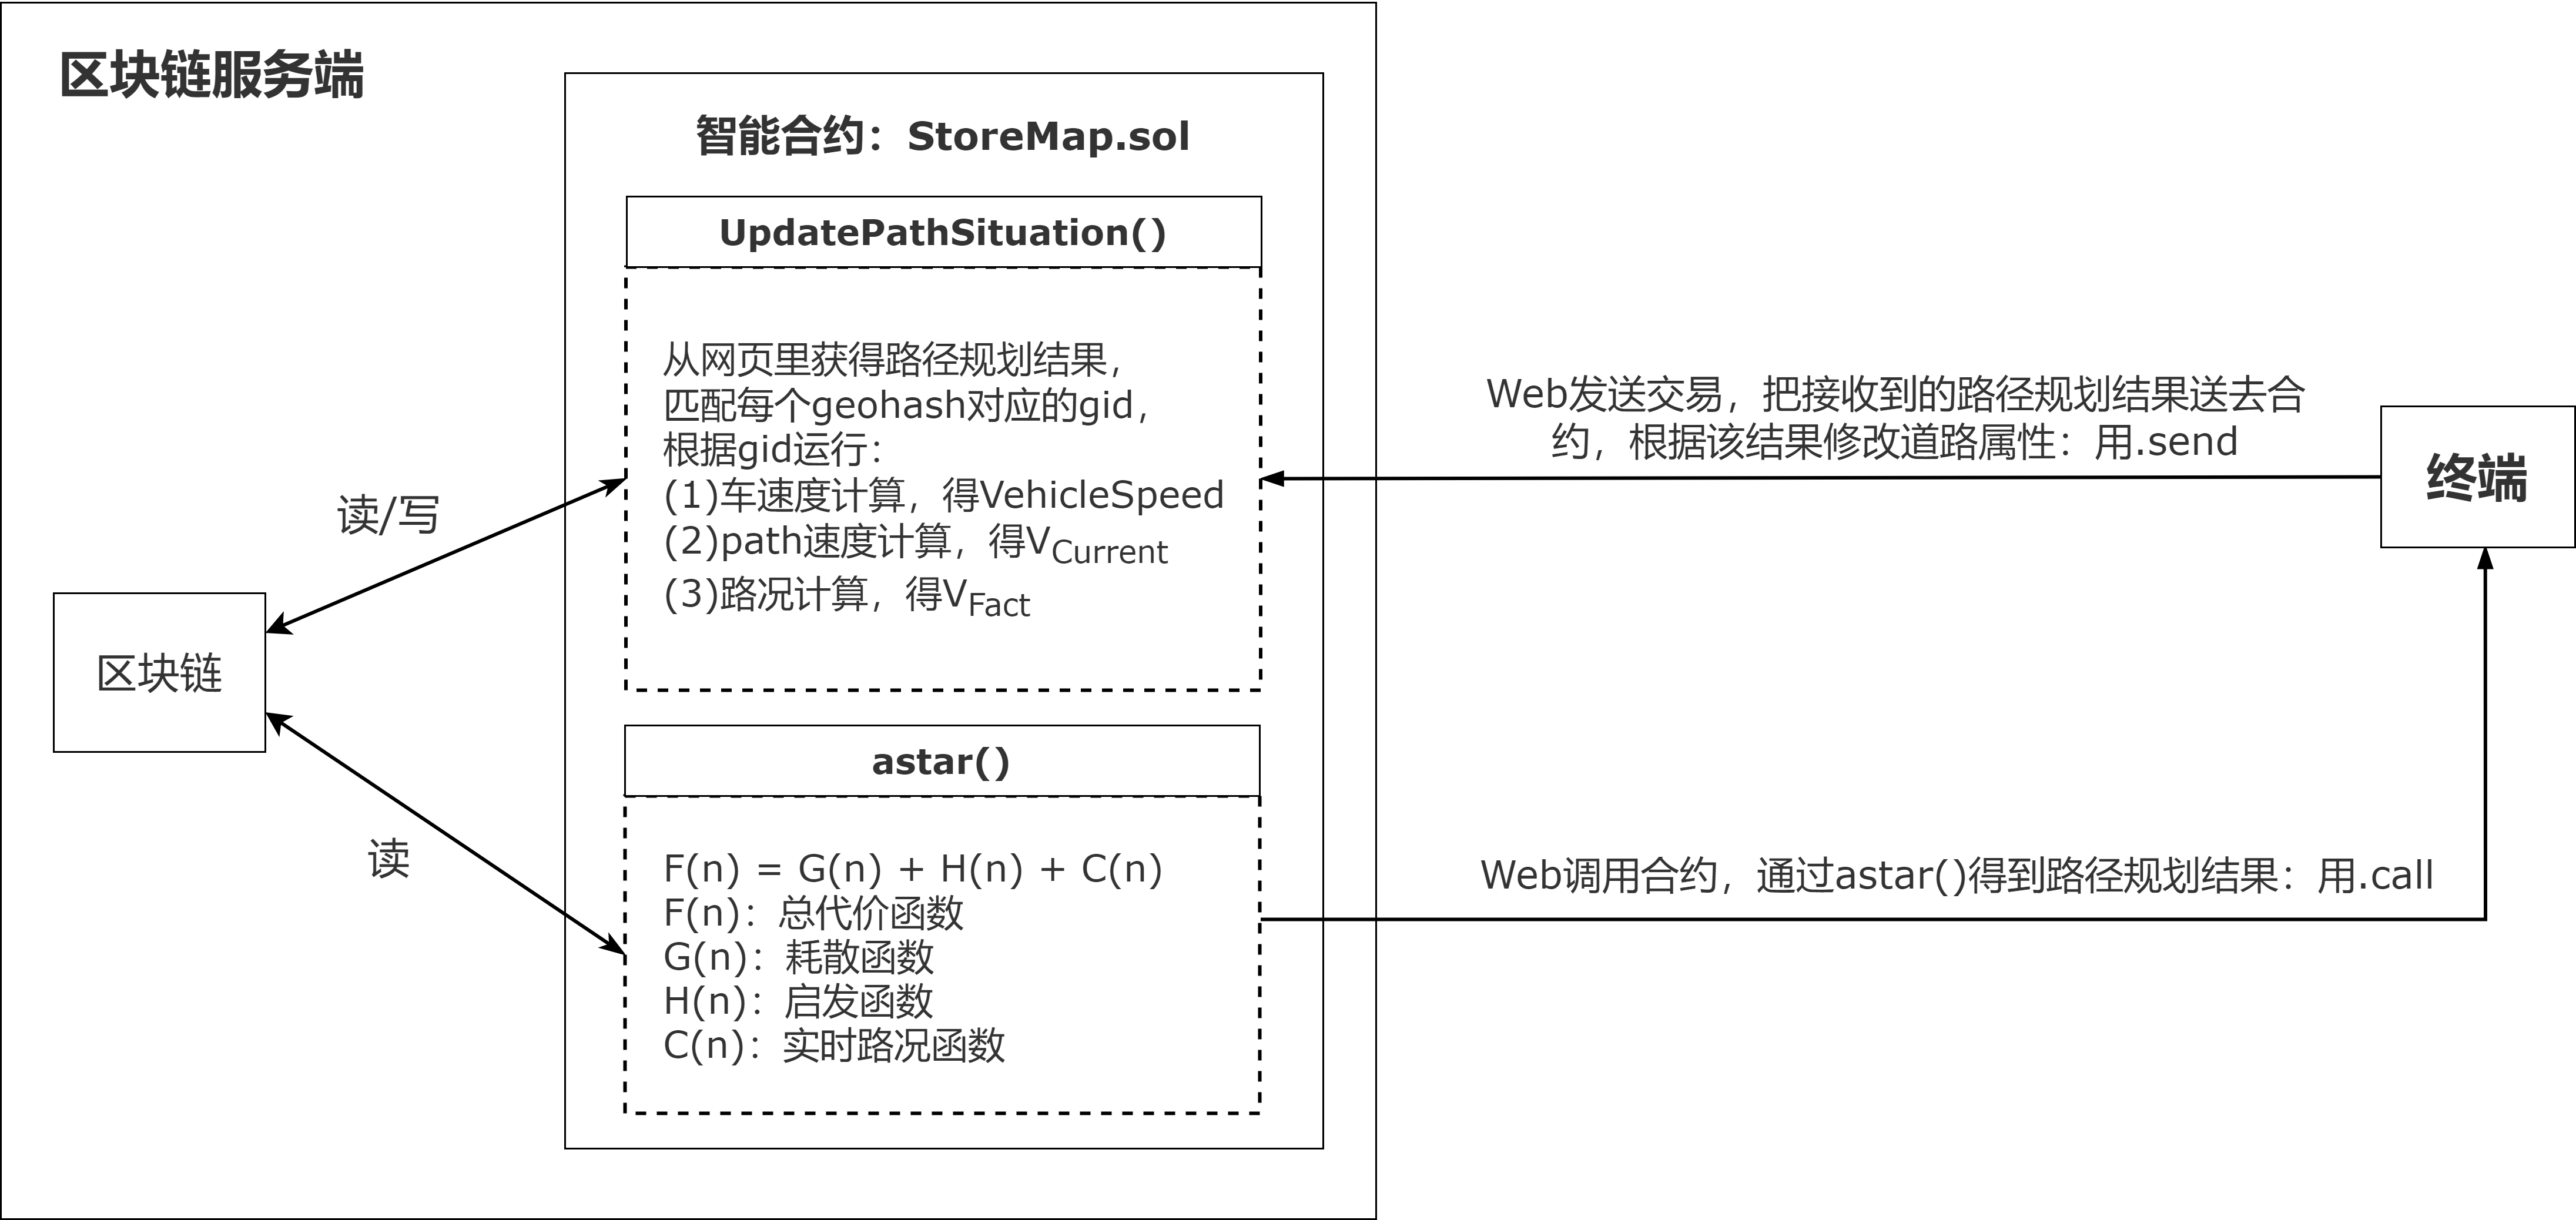 区块链服务端
智能合约：StoreMap.sol
UpdatePathSituation()
从网页里获得路径规划结果，
匹配每个geohash对应的gid，
根据gid运行：
(1)车速度计算，得VehicleSpeed
(2)path速度计算，得VCurrent
(3)路况计算，得VFact
读/写
区块链
读
astar()
F(n) = G(n) + H(n) + C(n)
F(n)：总代价函数
G(n)：耗散函数
H(n)：启发函数
C(n)：实时路况函数
Web发送交易，把接收到的路径规划结果送去合
约，根据该结果修改道路属性：用.send
终端
Web调用合约，通过astar()得到路径规划结果：用.call